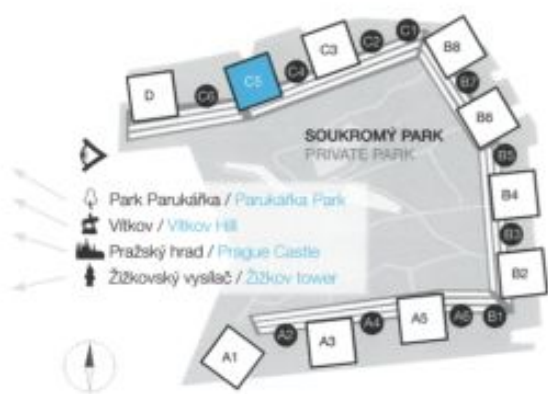 C1
C2
C3
B8
C4
C5
B7
D
C6
B6
SOUKROMÝ PARK
PRIVATE PARK
B5
Park Parukářka / Parukářka Park
B4
Vítkov / Vítkov Hill
B3
Pražský hrad / Prague Castle
B2
Žižkovský vysílač / Žižkov tower
A1
A2
A3
A4
A5
A6
B1